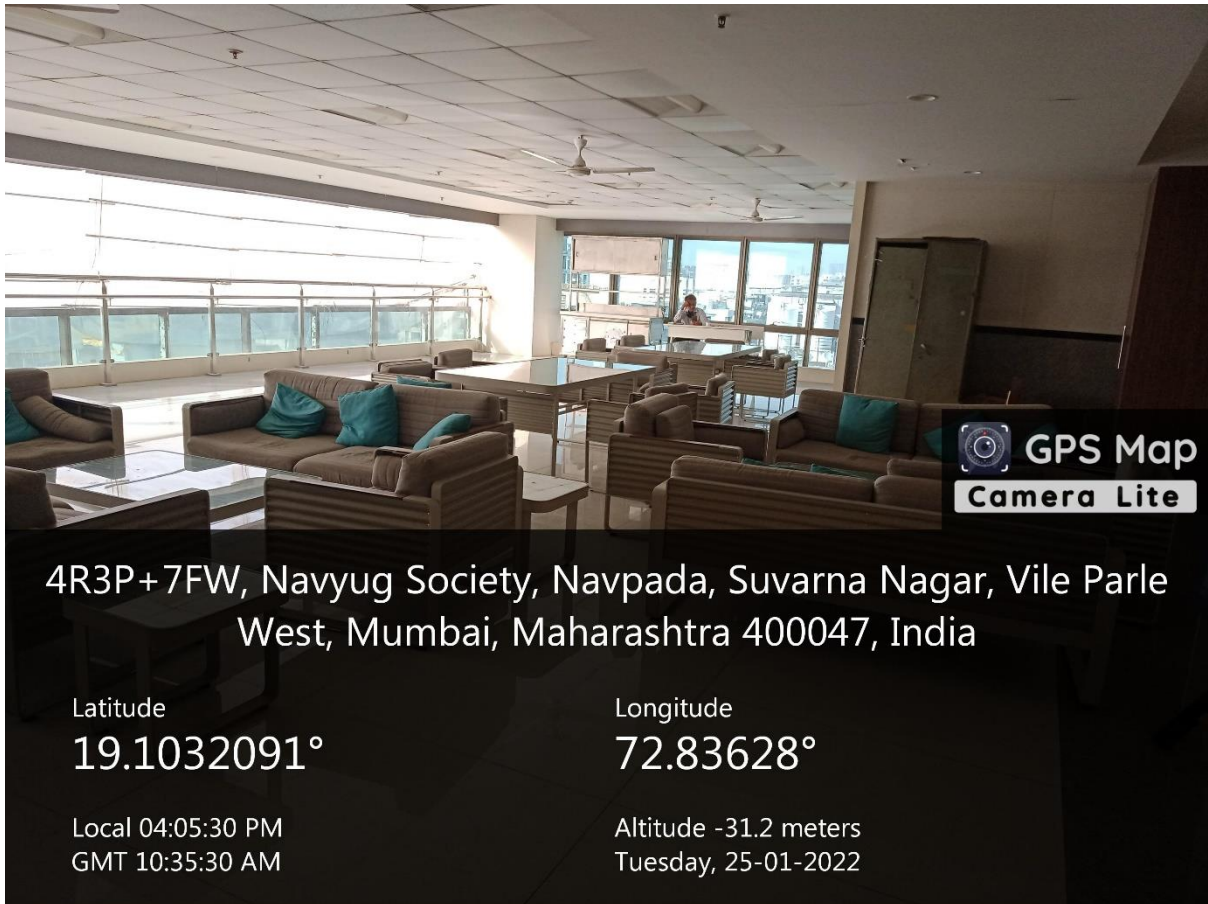 GPS Map
Camera Lite
4R3P+7FW, Navyug Society, Navpada, Suvarna Nagar, Vile Parle
West, Mumbai, Maharashtra 400047, India
Latitude
19.1032091°
Longitude
72.83628°
Local 04:05:30 PM
GMT 10:35:30 AM
Altitude -31.2 meters
Tuesday, 25-01-2022